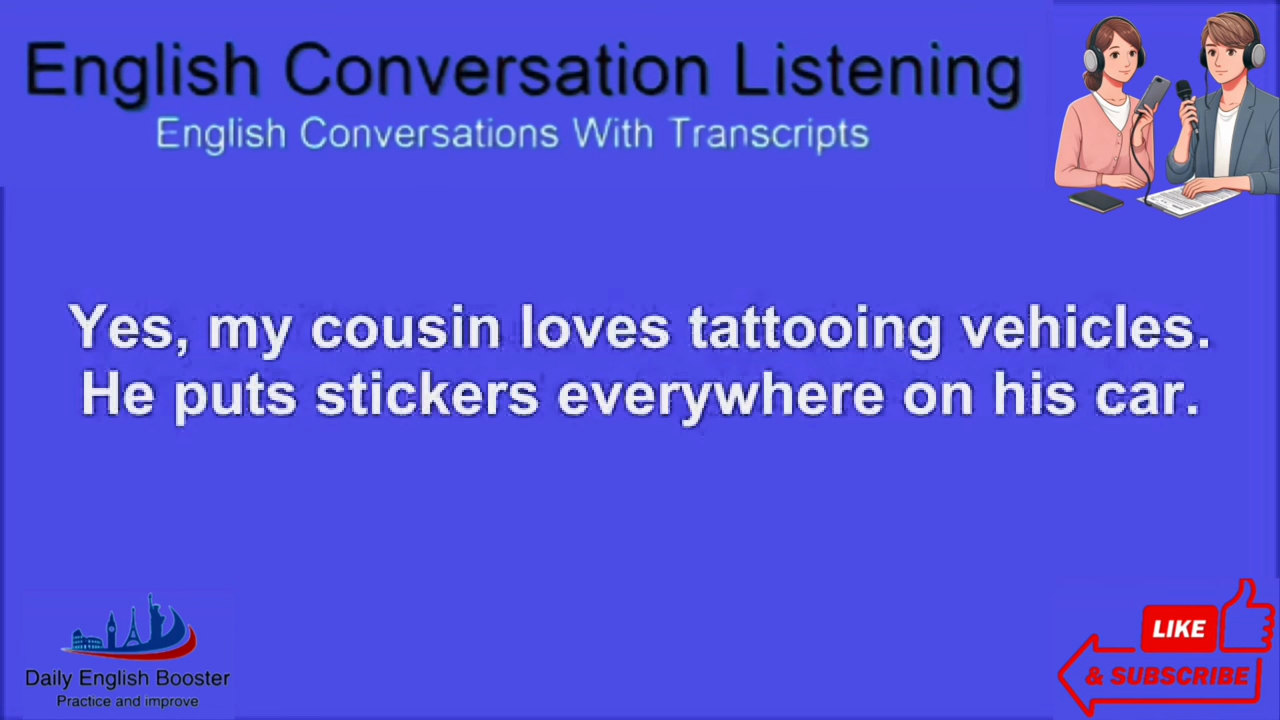 English Conversation Listening
English Conversations With Transcripts
Yes, my cousin loves tattooing vehicles.
He puts stickers everywhere on his car.
Daily English Booster
Practice and improve
LIKE
& SUBSCRIBE